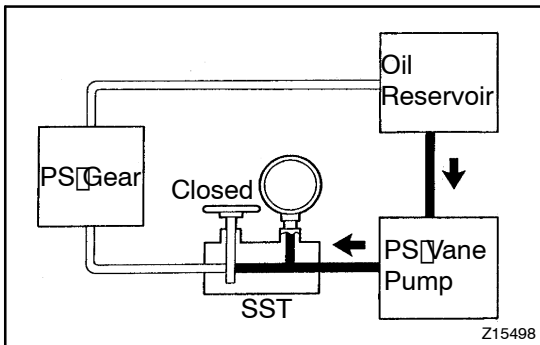 Oil
Reservoir
PS▯Gear
Closed
PS▯Vane
Pump
SST
Z15498